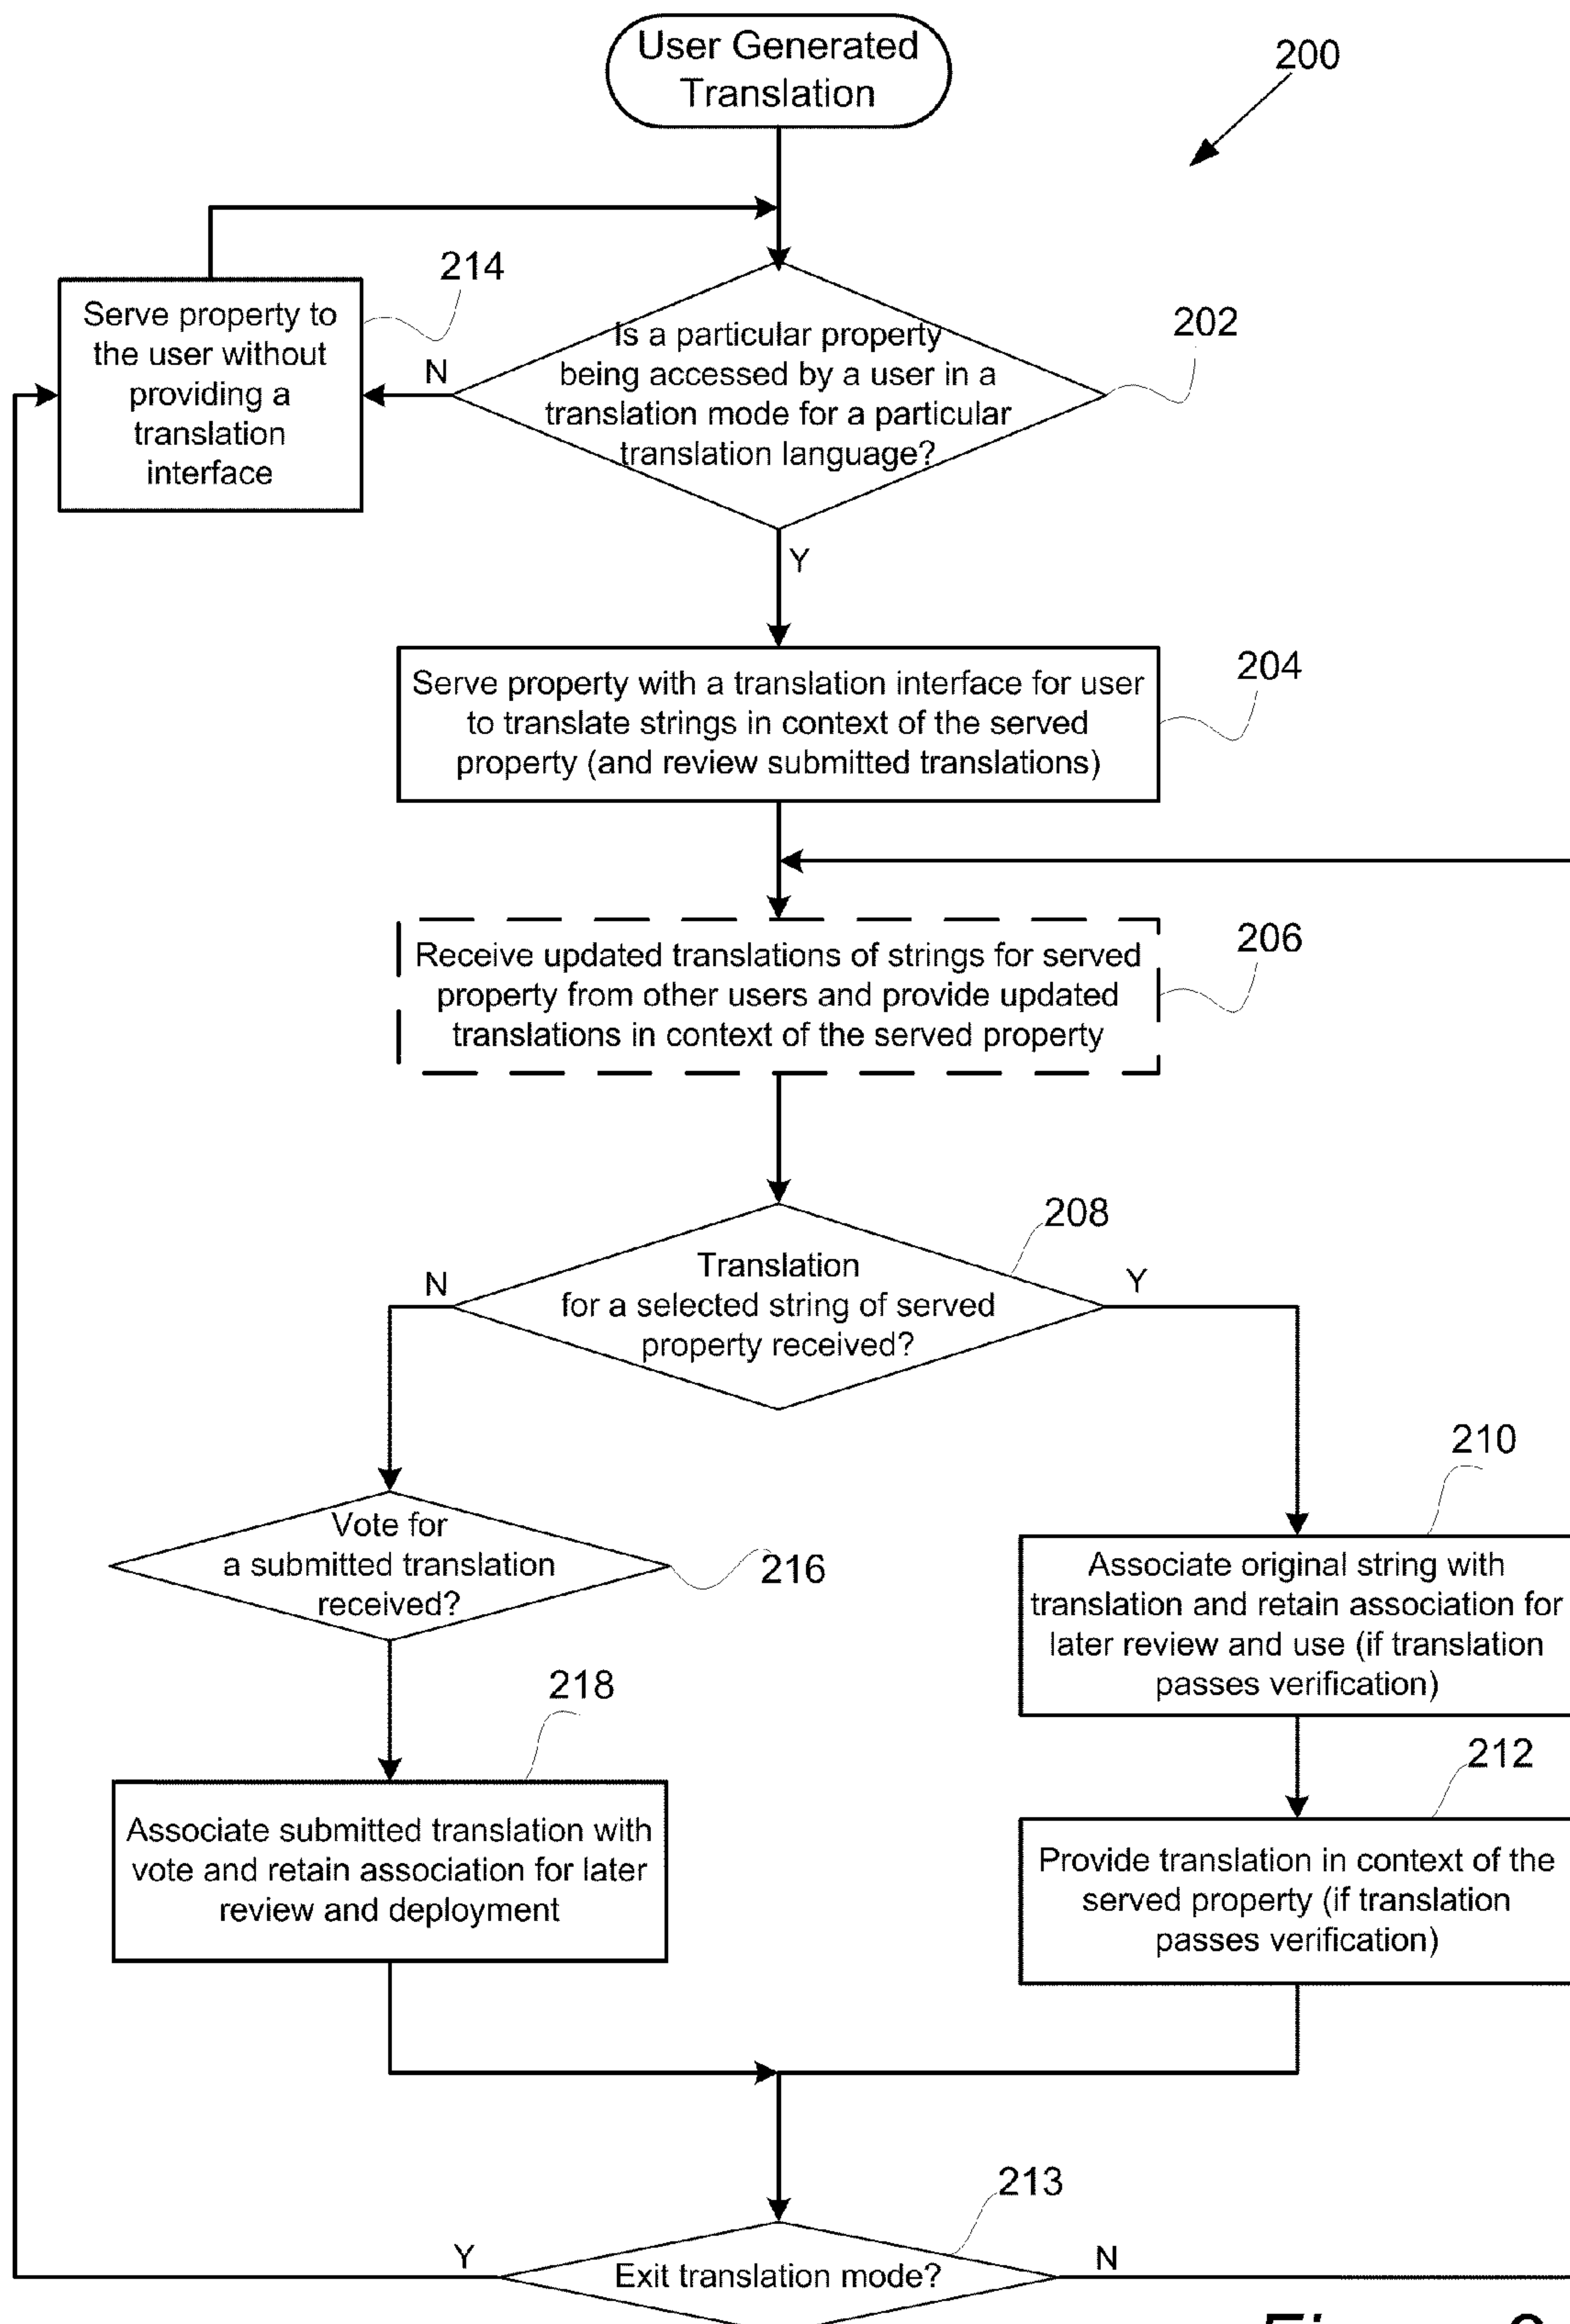 User Generated
Translation
200
214
Serve property to
the user without
providing a
translation
interface
N
Is a particular property
being accessed by a user in a
translation mode for a particular
translation language?
202
Y
Serve property with a translation interface for user
to translate strings in context of the served
property (and review submitted translations)
204
Receive updated translations of strings for served
property from other users and provide updated
translations in context of the served property
206
208
N
Translation
for a selected string of served
property received?
Y
Vote for
a submitted translation
received?
216
210
Associate original string with
translation and retain association for
later review and use (if translation
passes verification)
218
Associate submitted translation with
vote and retain association for later
review and deployment
212
Provide translation in context of the
served property (if translation
passes verification)
213
Y
Exit translation mode?
N